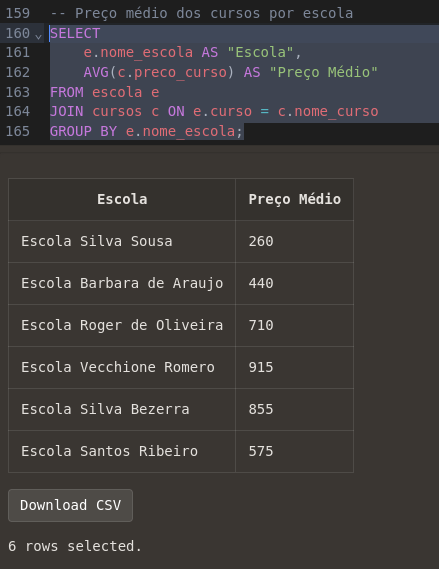 159 -- Preço médio dos cursos por escola
160 SELECT
161 e.nome_escola AS "Escola",
162 AVG(c.preco_curso) AS "Preço Médio"
163 FROM escola e
164 JOIN cursos c ON e.curso = c.nome_curso
165 GROUP BY e.nome_escola;
Escola Preço Médio
Escola Silva Sousa 260
Escola Barbara de Araujo 440
Escola Roger de Oliveira 710
Escola Vecchione Romero 915
Escola Silva Bezerra 855
Escola Santos Ribeiro 575
Download CSV
6 rows selected.